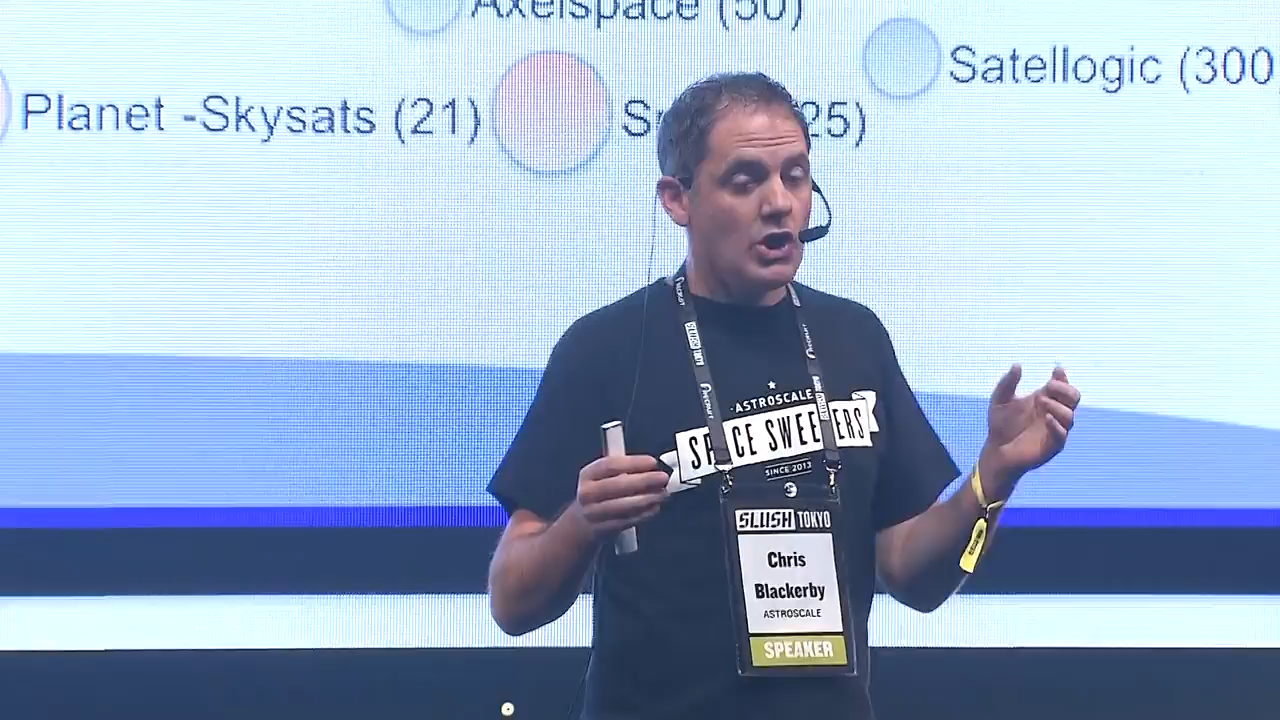 Axelspace (50)
Satellogic (300
Planet -Skysats (21)
25)
ASTROSCALE
SPACE SWEEPERS
SINCE 2013
SLUSH TOKYO
Chris
Blackerby
ASTROSCALE
SPEAKER